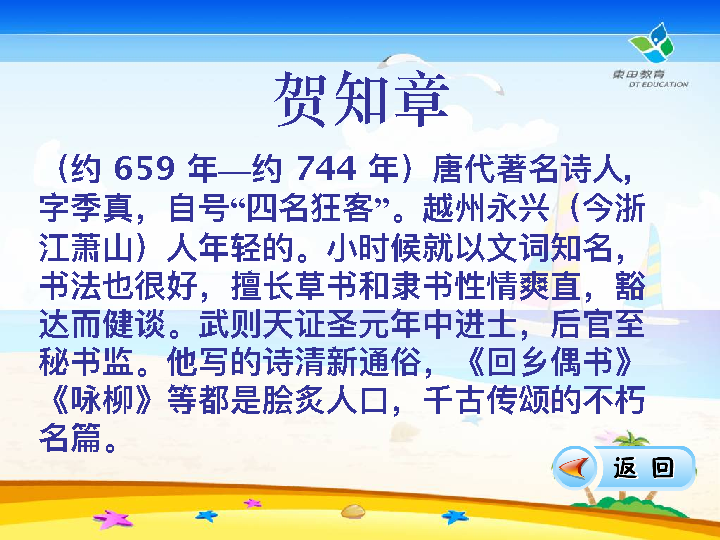 東田教育
DT EDUCATION
贺知章
（约 659 年—约 744 年）唐代著名诗人，
字季真，自号“四名狂客”。越州永兴（今浙
江萧山）人年轻的。小时候就以文词知名，
书法也很好，擅长草书和隶书性情爽直，豁
达而健谈。武则天证圣元年中进士，后官至
秘书监。他写的诗清新通俗，《回乡偶书》
《咏柳》等都是脍炙人口，千古传颂的不朽
名篇。
返 回